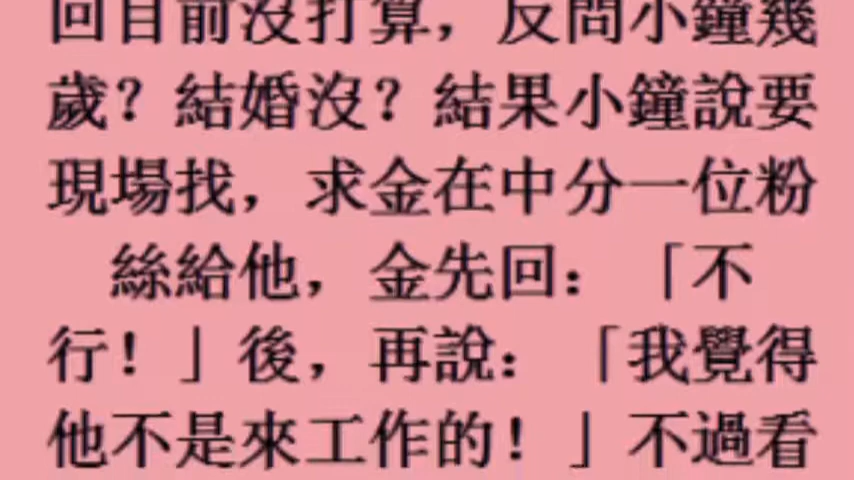 回目前沒打算，反問小鐘幾
歲？結婚沒？結果小鐘說要
現場找，求金在中分一位粉
絲給他，金先回：「不
行！」後，再說：「我覺得
他不是來工作的！」不過看